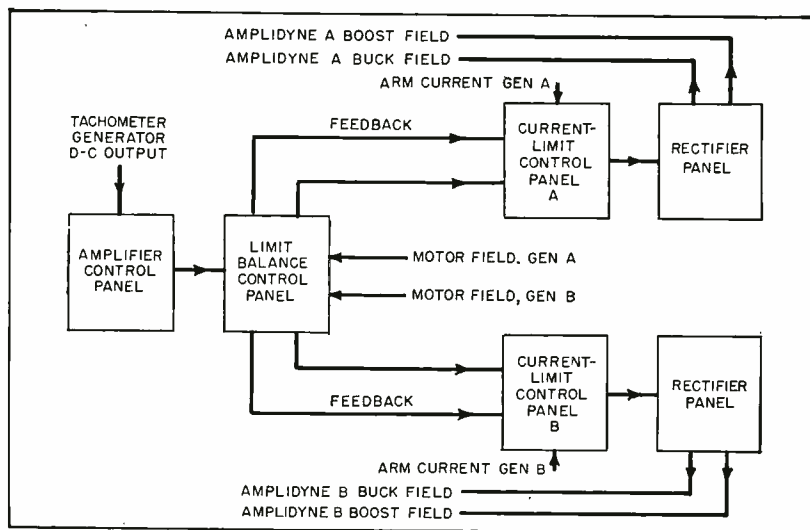 AMPLIDYNE A BOOST FIELD
AMPLIDYNE A BUCK FIELD
ARM CURRENT GEN A
TACHOMETER
GENERATOR
D-C OUTPUT
FEEDBACK
CURRENT-
LIMIT
CONTROL
PANEL
A
RECTIFIER
PANEL
AMPLIFIER
CONTROL
PANEL
LIMIT
BALANCE
CONTROL
PANEL
MOTOR FIELD, GEN A
MOTOR FIELD, GEN B
FEEDBACK
CURRENT-
LIMIT
CONTROL
PANEL
B
RECTIFIER
PANEL
ARM CURRENT GEN B
AMPLIDYNE B BUCK FIELD
AMPLIDYNE B BOOST FIELD